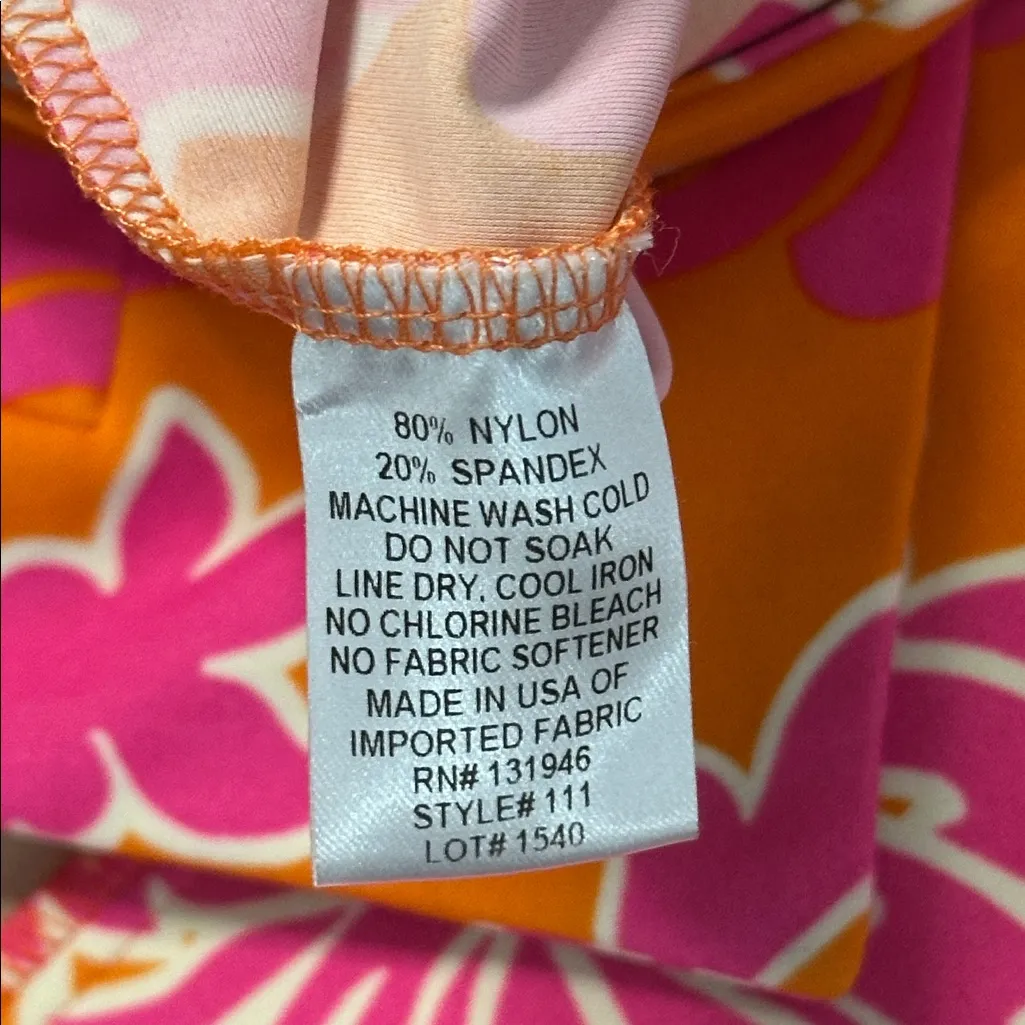 80% NYLON
20% SPANDEX
MACHINE WASH COLD
DO NOT SOAK
LINE DRY. COOL IRON
NO CHLORINE BLEACH
NO FABRIC SOFTENER
MADE IN USA OF
IMPORTED FABRIC
RN# 131946
STYLE# 111
LOT# 1540